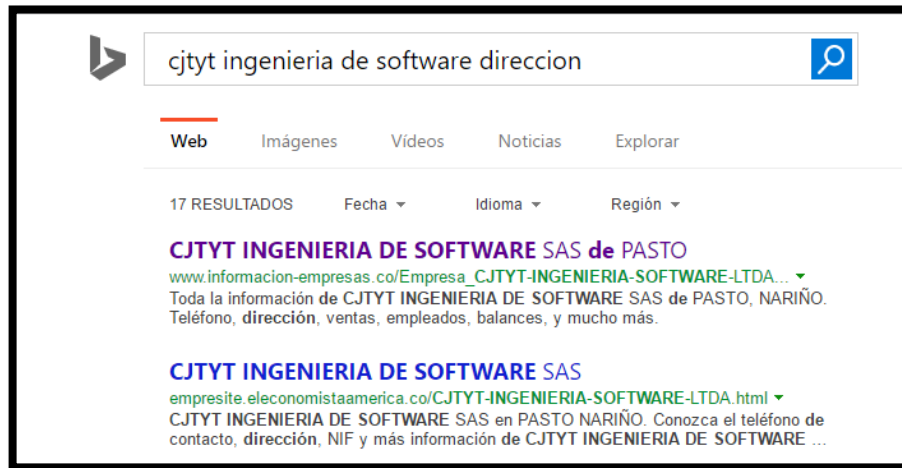 cjtyt ingenieria de software direccion
Web Imágenes Vídeos Noticias Explorar
17 RESULTADOS Fecha Idioma Región
CJTYT INGENIERIA DE SOFTWARE SAS de PASTO
www.informacion-empresas.co/Empresa_CJTYT-INGENIERIA-SOFTWARE-LTDA...
Toda la información de CJTYT INGENIERIA DE SOFTWARE SAS de PASTO, NARIÑO.
Teléfono, dirección, ventas, empleados, balances, y mucho más.
CJTYT INGENIERIA DE SOFTWARE SAS
empresite.eleconomistaamerica.co/CJTYT-INGENIERIA-SOFTWARE-LTDA.html
CJTYT INGENIERIA DE SOFTWARE SAS en PASTO NARIÑO. Conozca el teléfono de
contacto, dirección, NIF y más información de CJTYT INGENIERIA DE SOFTWARE ...